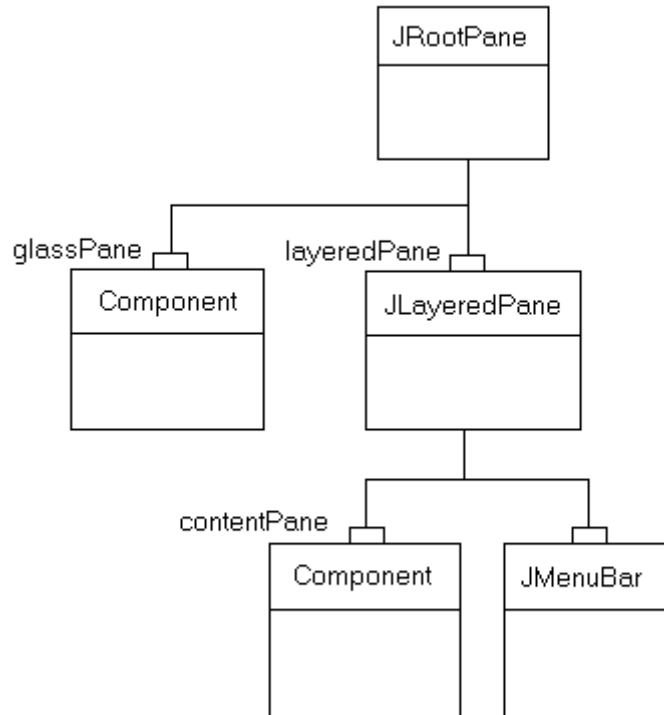 JRootPane
glassPane
layeredPane
Component
JLayeredPane
contentPane
Component
JMenuBar